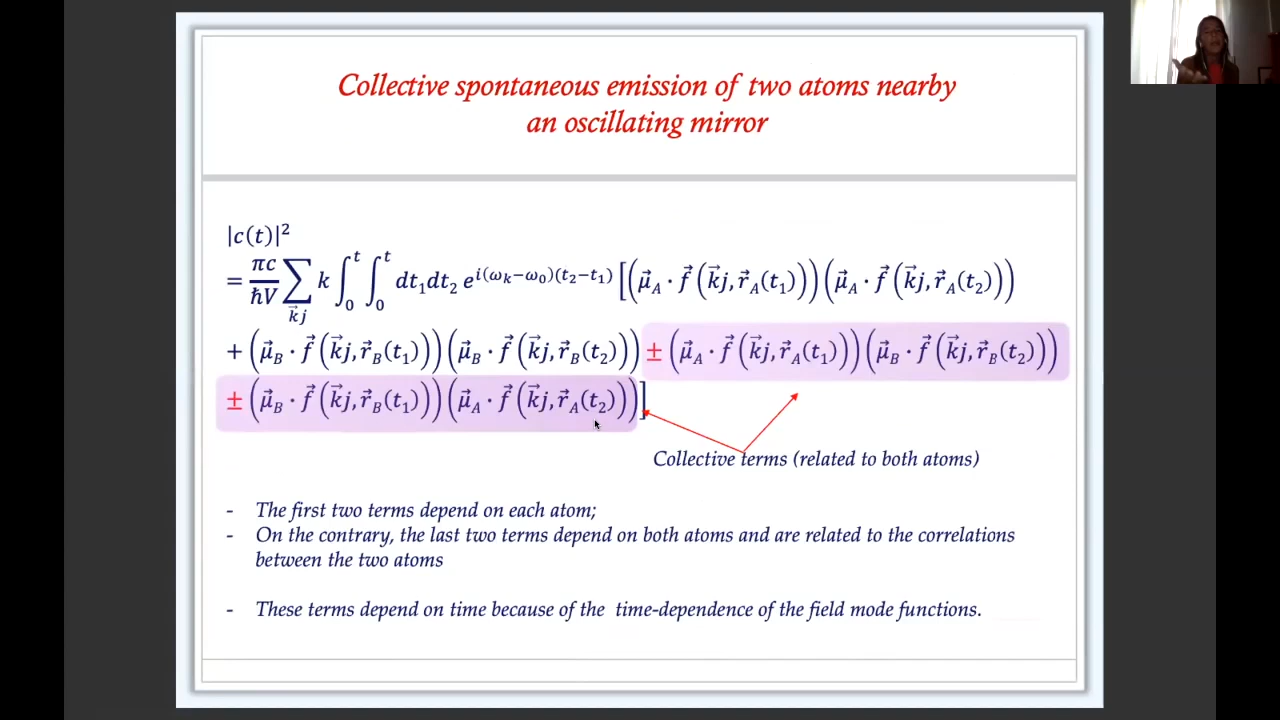 Collective spontaneous emission of two atoms nearby
an oscillating mirror
|c(t)|²
= πc/ħV ∑_{k⃗j} k ∫₀ᵗ ∫₀ᵗ dt₁dt₂ e^{i(ω_k−ω₀)(t₂−t₁)} [(μ⃗_A · f⃗(k⃗j, r⃗_A(t₁)))(μ⃗_A · f⃗(k⃗j, r⃗_A(t₂)))
+ (μ⃗_B · f⃗(k⃗j, r⃗_B(t₁)))(μ⃗_B · f⃗(k⃗j, r⃗_B(t₂))) ± (μ⃗_A · f⃗(k⃗j, r⃗_A(t₁)))(μ⃗_B · f⃗(k⃗j, r⃗_B(t₂)))
± (μ⃗_B · f⃗(k⃗j, r⃗_B(t₁)))(μ⃗_A · f⃗(k⃗j, r⃗_A(t₂)))]
Collective terms (related to both atoms)
- The first two terms depend on each atom;
- On the contrary, the last two terms depend on both atoms and are related to the correlations
between the two atoms
- These terms depend on time because of the time-dependence of the field mode functions.